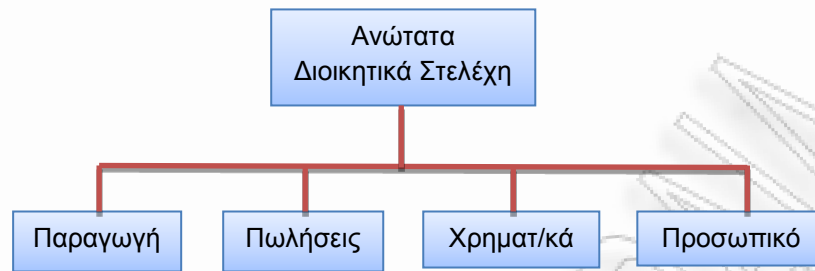 Ανώτατα
Διοικητικά Στελέχη
Παραγωγή
Πωλήσεις
Χρηματ/κά
Προσωπικό